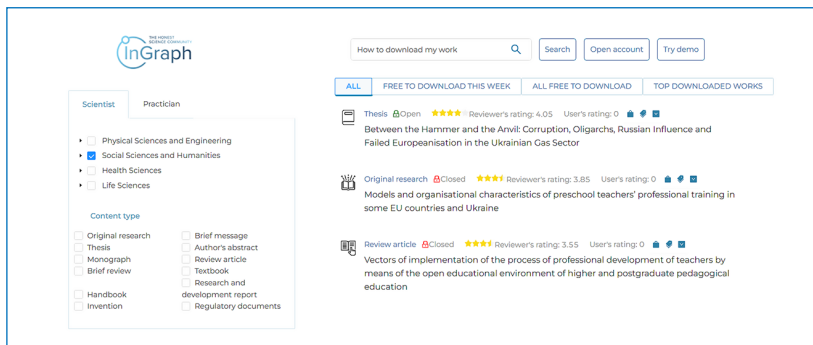 THE HONEST
SCIENCE COMMUNITY
InGraph
How to download my work
Search
Open account
Try demo
ALL
FREE TO DOWNLOAD THIS WEEK
ALL FREE TO DOWNLOAD
TOP DOWNLOADED WORKS
Scientist
Practician
Physical Sciences and Engineering
Social Sciences and Humanities
Health Sciences
Life Sciences
Content type
Original research
Thesis
Monograph
Brief review
Handbook
Invention
Brief message
Author's abstract
Review article
Textbook
Research and
development report
Regulatory documents
Thesis Open Reviewer's rating: 4.05 User's rating: 0
Between the Hammer and the Anvil: Corruption, Oligarchs, Russian Influence and
Failed Europeanisation in the Ukrainian Gas Sector
Original research Closed Reviewer's rating: 3.85 User's rating: 0
Models and organisational characteristics of preschool teachers' professional training in
some EU countries and Ukraine
Review article Closed Reviewer's rating: 3.55 User's rating: 0
Vectors of implementation of the process of professional development of teachers by
means of the open educational environment of higher and postgraduate pedagogical
education